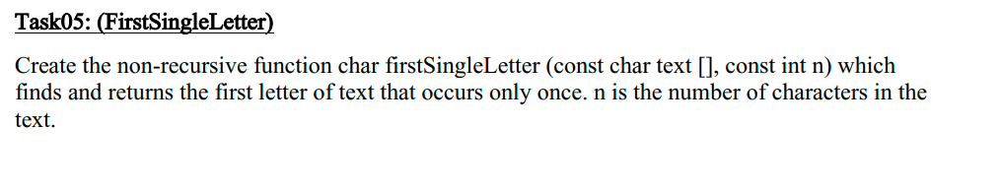 Task05: (FirstSingleLetter)
Create the non-recursive function char firstSingleLetter (const char text [], const int n) which
finds and returns the first letter of text that occurs only once. n is the number of characters in the
text.